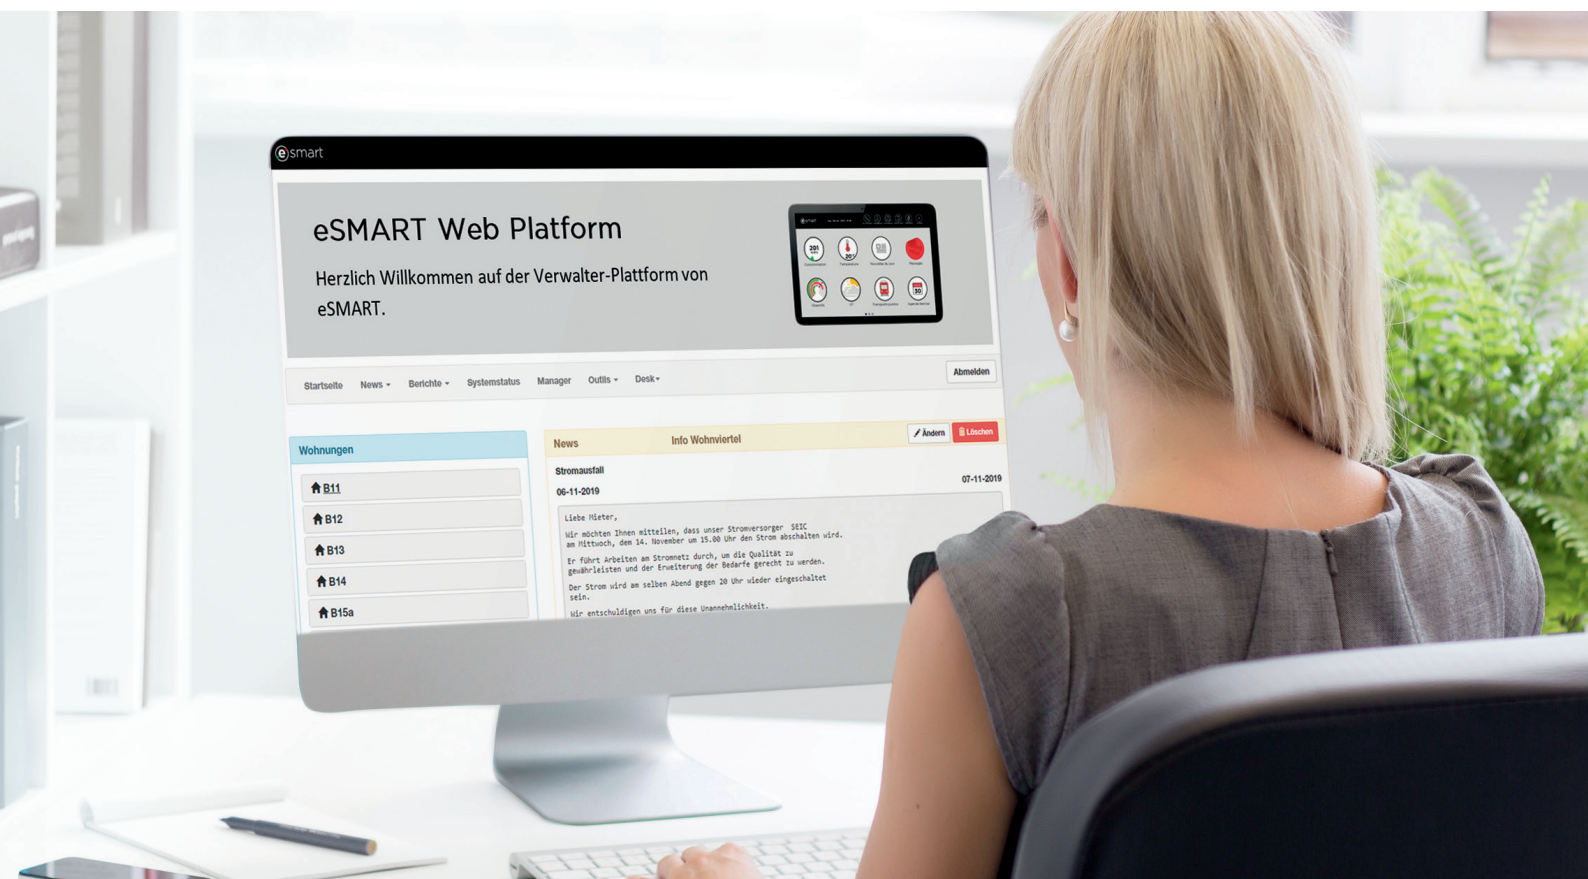 esmart
eSMART Web Platform
Herzlich Willkommen auf der Verwalter-Plattform von
eSMART.
Startseite News Berichte Systemstatus Manager Outils Desk Abmelden
Wohnungen
B11
B12
B13
B14
B15a
News Info Wohnviertel Ändern Löschen
Stromausfall
06-11-2019 07-11-2019
Liebe Mieter,
Wir möchten Ihnen mitteilen, dass unser Stromversorger SEIC
am Mittwoch, dem 14. November um 15.00 Uhr den Strom abschalten wird.
Er führt Arbeiten am Stromnetz durch, um die Qualität zu
gewährleisten und der Erweiterung der Bedarfe gerecht zu werden.
Der Strom wird am selben Abend gegen 20 Uhr wieder eingeschaltet
sein.
Wir entschuldigen uns für diese Unannehmlichkeit.